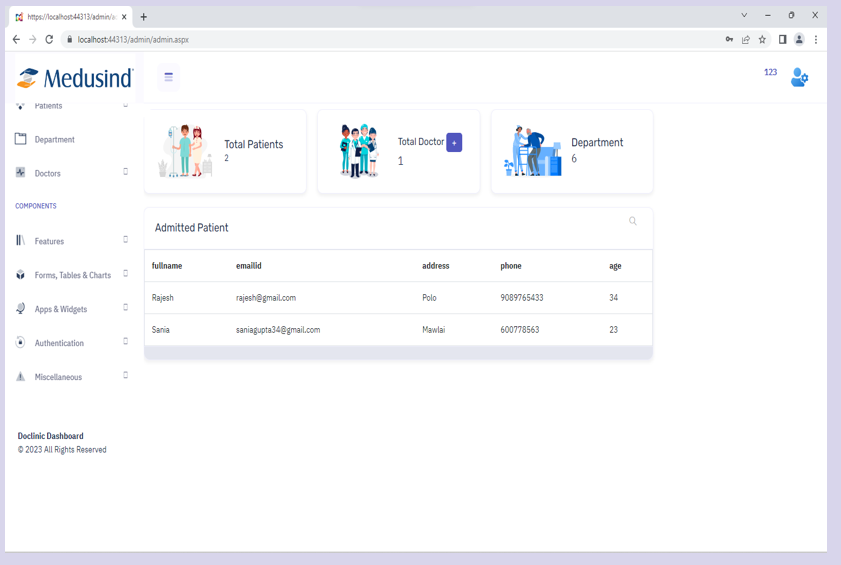 https://localhost:44313/admin/a
localhost:44313/admin/admin.aspx
Medusind
123
Patients
Department
Doctors
COMPONENTS
Features
Forms, Tables & Charts
Apps & Widgets
Authentication
Miscellaneous
Doclinic Dashboard
© 2023 All Rights Reserved
Total Patients
2
Total Doctor +
1
Department
6
Admitted Patient
fullname emailid address phone age
Rajesh rajesh@gmail.com Polo 9089765433 34
Sania saniagupta34@gmail.com Mawlai 600778563 23